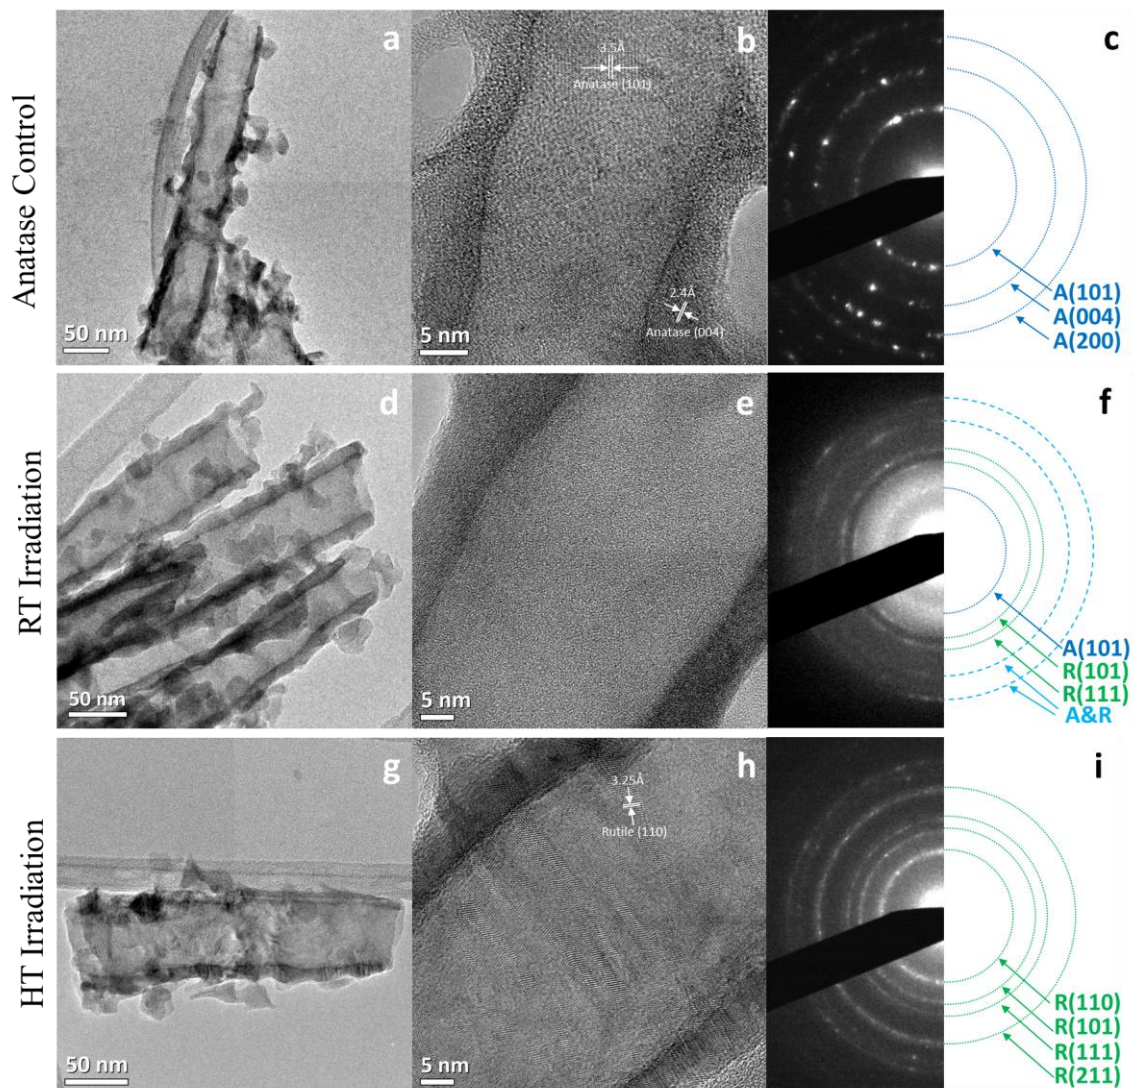 Anatase Control
a
50 nm
b
3.5Å
Anatase (101)
2.4Å
Anatase (004)
5 nm
c
A(101)
A(004)
A(200)
RT Irradiation
d
50 nm
e
5 nm
f
A(101)
R(101)
R(111)
A&R
HT Irradiation
g
50 nm
h
3.25Å
Rutile (110)
5 nm
i
R(110)
R(101)
R(111)
R(211)